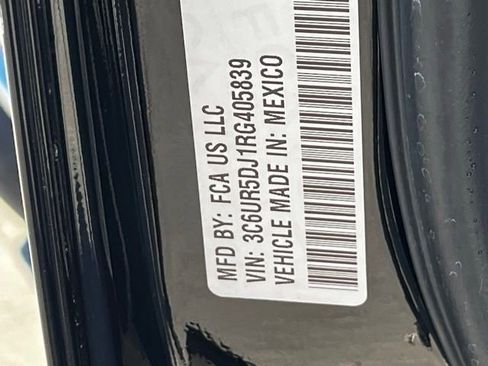 MFD BY: FCA US LLC
VIN: 3C6UR5DJ1RG405839
VEHICLE MADE IN: MEXICO